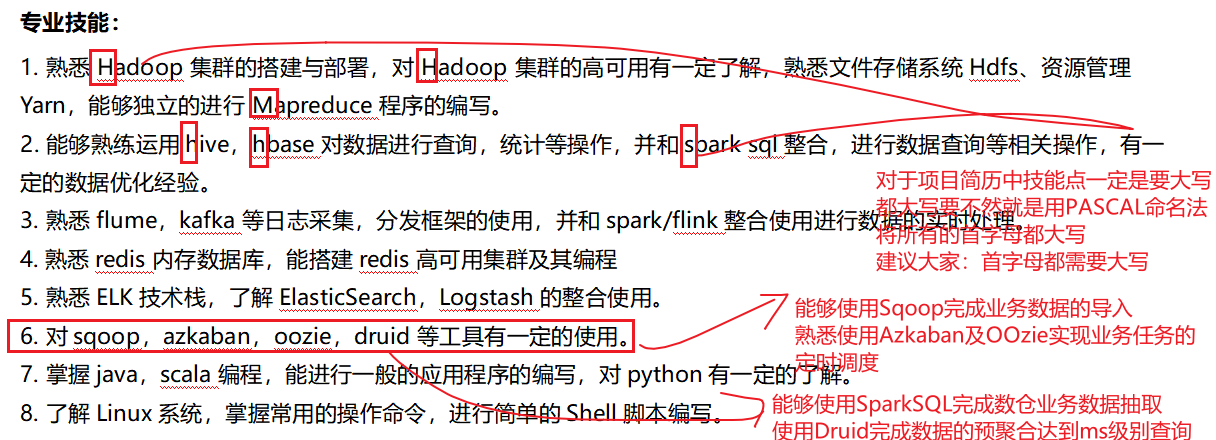 专业技能：
1. 熟悉 Hadoop 集群的搭建与部署，对 Hadoop 集群的高可用有一定了解，熟悉文件存储系统 Hdfs、资源管理
Yarn，能够独立的进行 Mapreduce 程序的编写。
2. 能够熟练运用 hive，hbase 对数据进行查询，统计等操作，并和 spark sql 整合，进行数据查询等相关操作，有一
定的数据优化经验。
3. 熟悉 flume，kafka 等日志采集，分发框架的使用，并和 spark/flink 整合使用进行数据的实时处理。
4. 熟悉 redis 内存数据库，能搭建 redis 高可用集群及其编程
5. 熟悉 ELK 技术栈，了解 ElasticSearch，Logstash 的整合使用。
6. 对 sqoop，azkaban，oozie，druid 等工具有一定的使用。
7. 掌握 java，scala 编程，能进行一般的应用程序的编写，对 python 有一定的了解。
8. 了解 Linux 系统，掌握常用的操作命令，进行简单的 Shell 脚本编写。
对于项目简历中技能点一定是要大写
都大写要不然就是用PASCAL命名法
将所有的首字母都大写
建议大家：首字母都需要大写
能够使用Sqoop完成业务数据的导入
熟悉使用Azkaban及OOzie实现业务任务的
定时调度
能够使用SparkSQL完成数仓业务数据抽取
使用Druid完成数据的预聚合达到ms级别查询